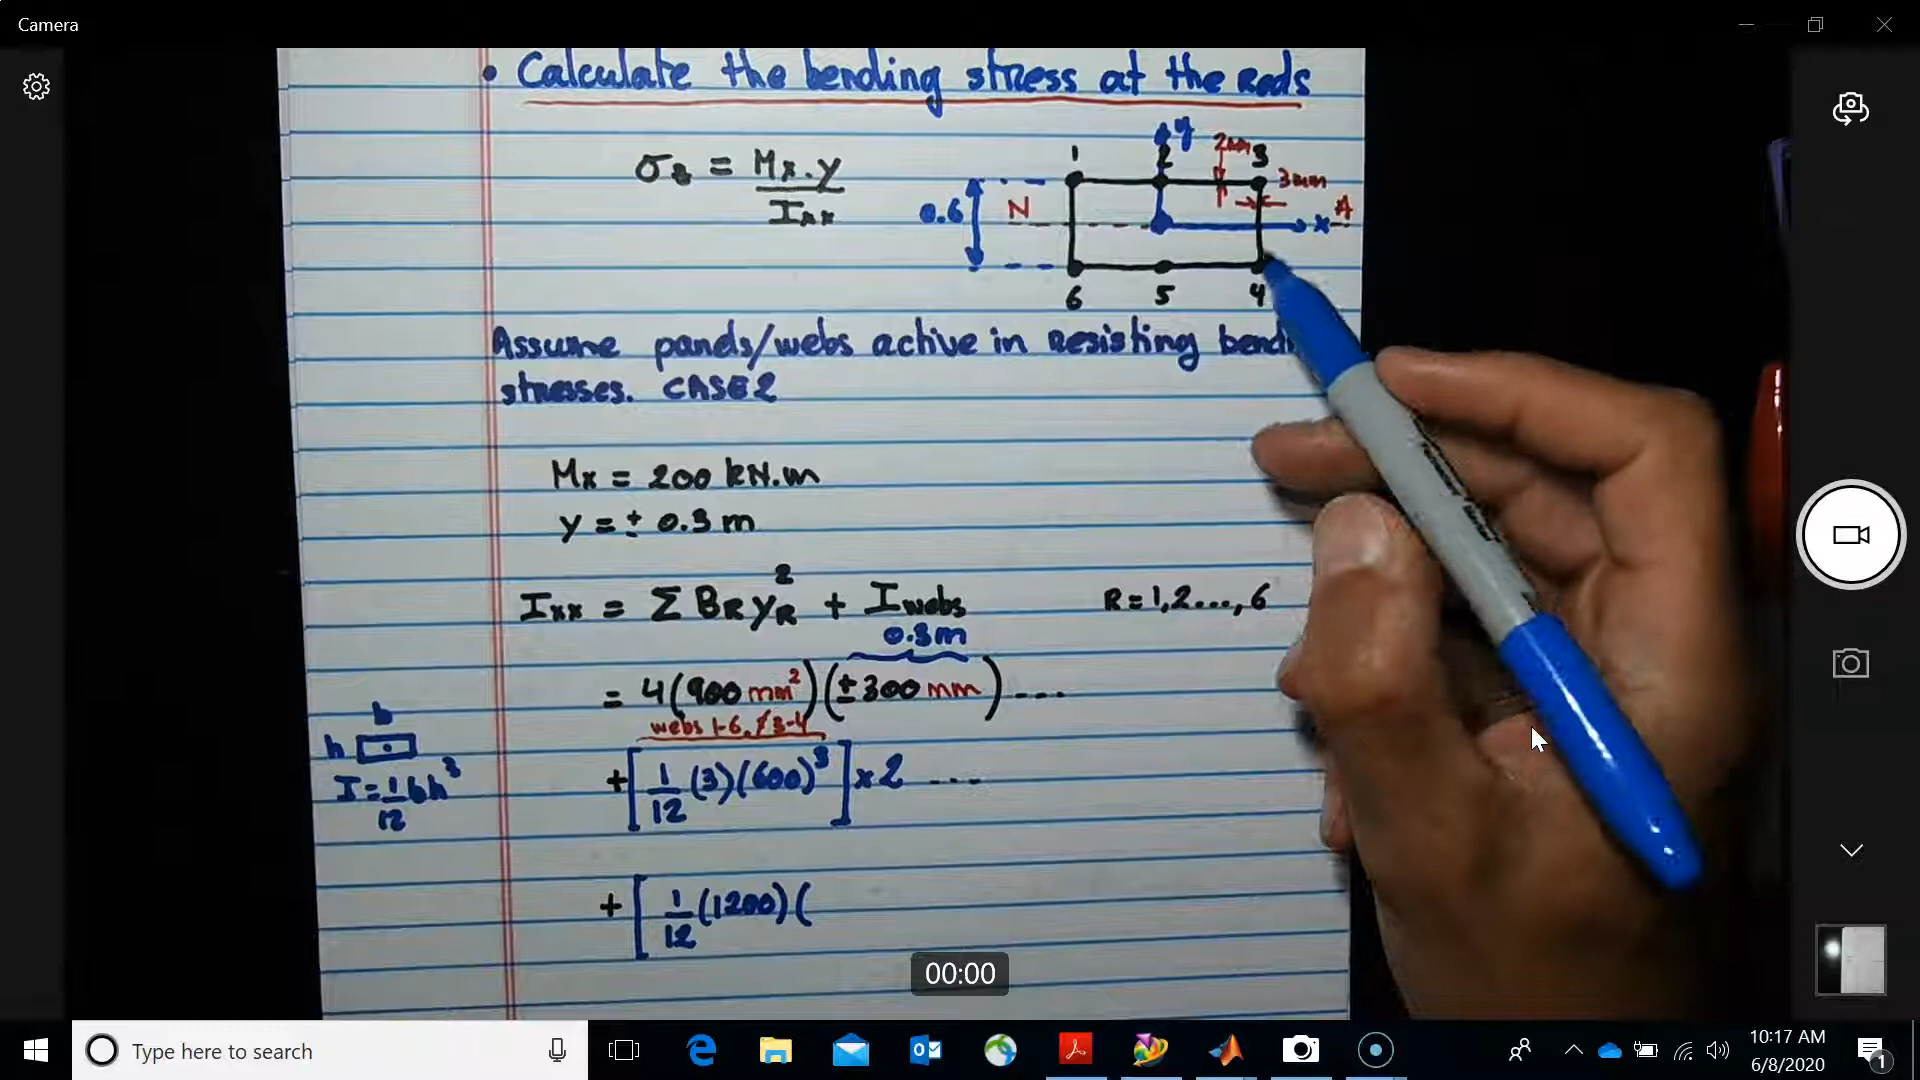 Camera
• Calculate the bending stress at the Rods
σz = Mx.y
Ixx
y
1 2 2mm 3
3mm
0.6 N x A
6 5 4
Assume panels/webs active in Resisting
stresses. CASE 2
Mx = 200 kN.m
y = ± 0.3 m
Ixx = Σ BR yR² + Iwebs R = 1,2...,6
0.3m
= 4(900 mm²)(±300 mm) ...
webs 1-6, 3-4
b
h
+[1/12 (3)(600)³] x 2 ...
I = 1/12 bh³
+[1/12 (1200)(
00:00
Type here to search
10:17 AM
6/8/2020
1